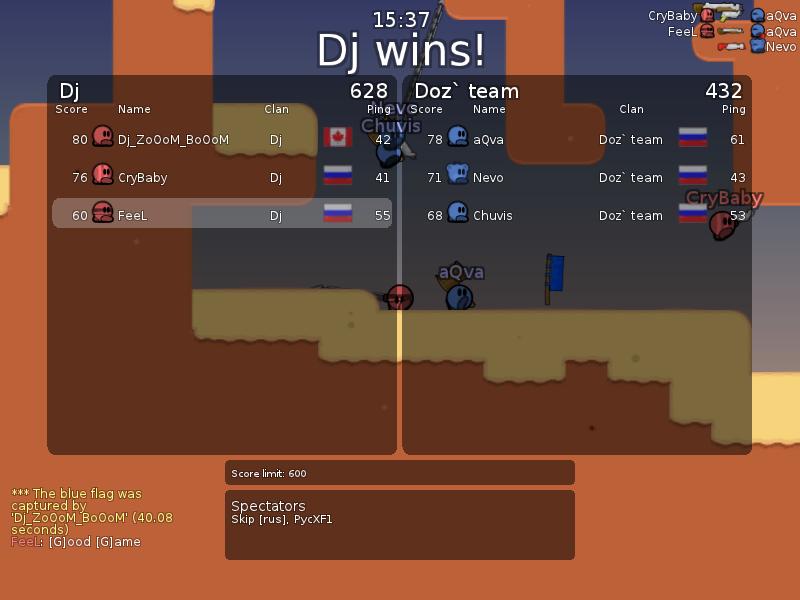 15:37
Dj wins!
CryBaby aQva
FeeL aQva
Nevo
Dj 628
Score Name Clan Ping
80 Dj_ZoOoM_BoOoM Dj 42
76 CryBaby Dj 41
60 FeeL Dj 55
Doz` team 432
Score Name Clan Ping
78 aQva Doz` team 61
71 Nevo Doz` team 43
68 Chuvis Doz` team 53
Nevo
Chuvis
CryBaby
aQva
Score limit: 600
Spectators
Skip [rus], PycXF1
*** The blue flag was
captured by
'Dj_ZoOoM_BoOoM' (40.08
seconds)
FeeL: [G]ood [G]ame